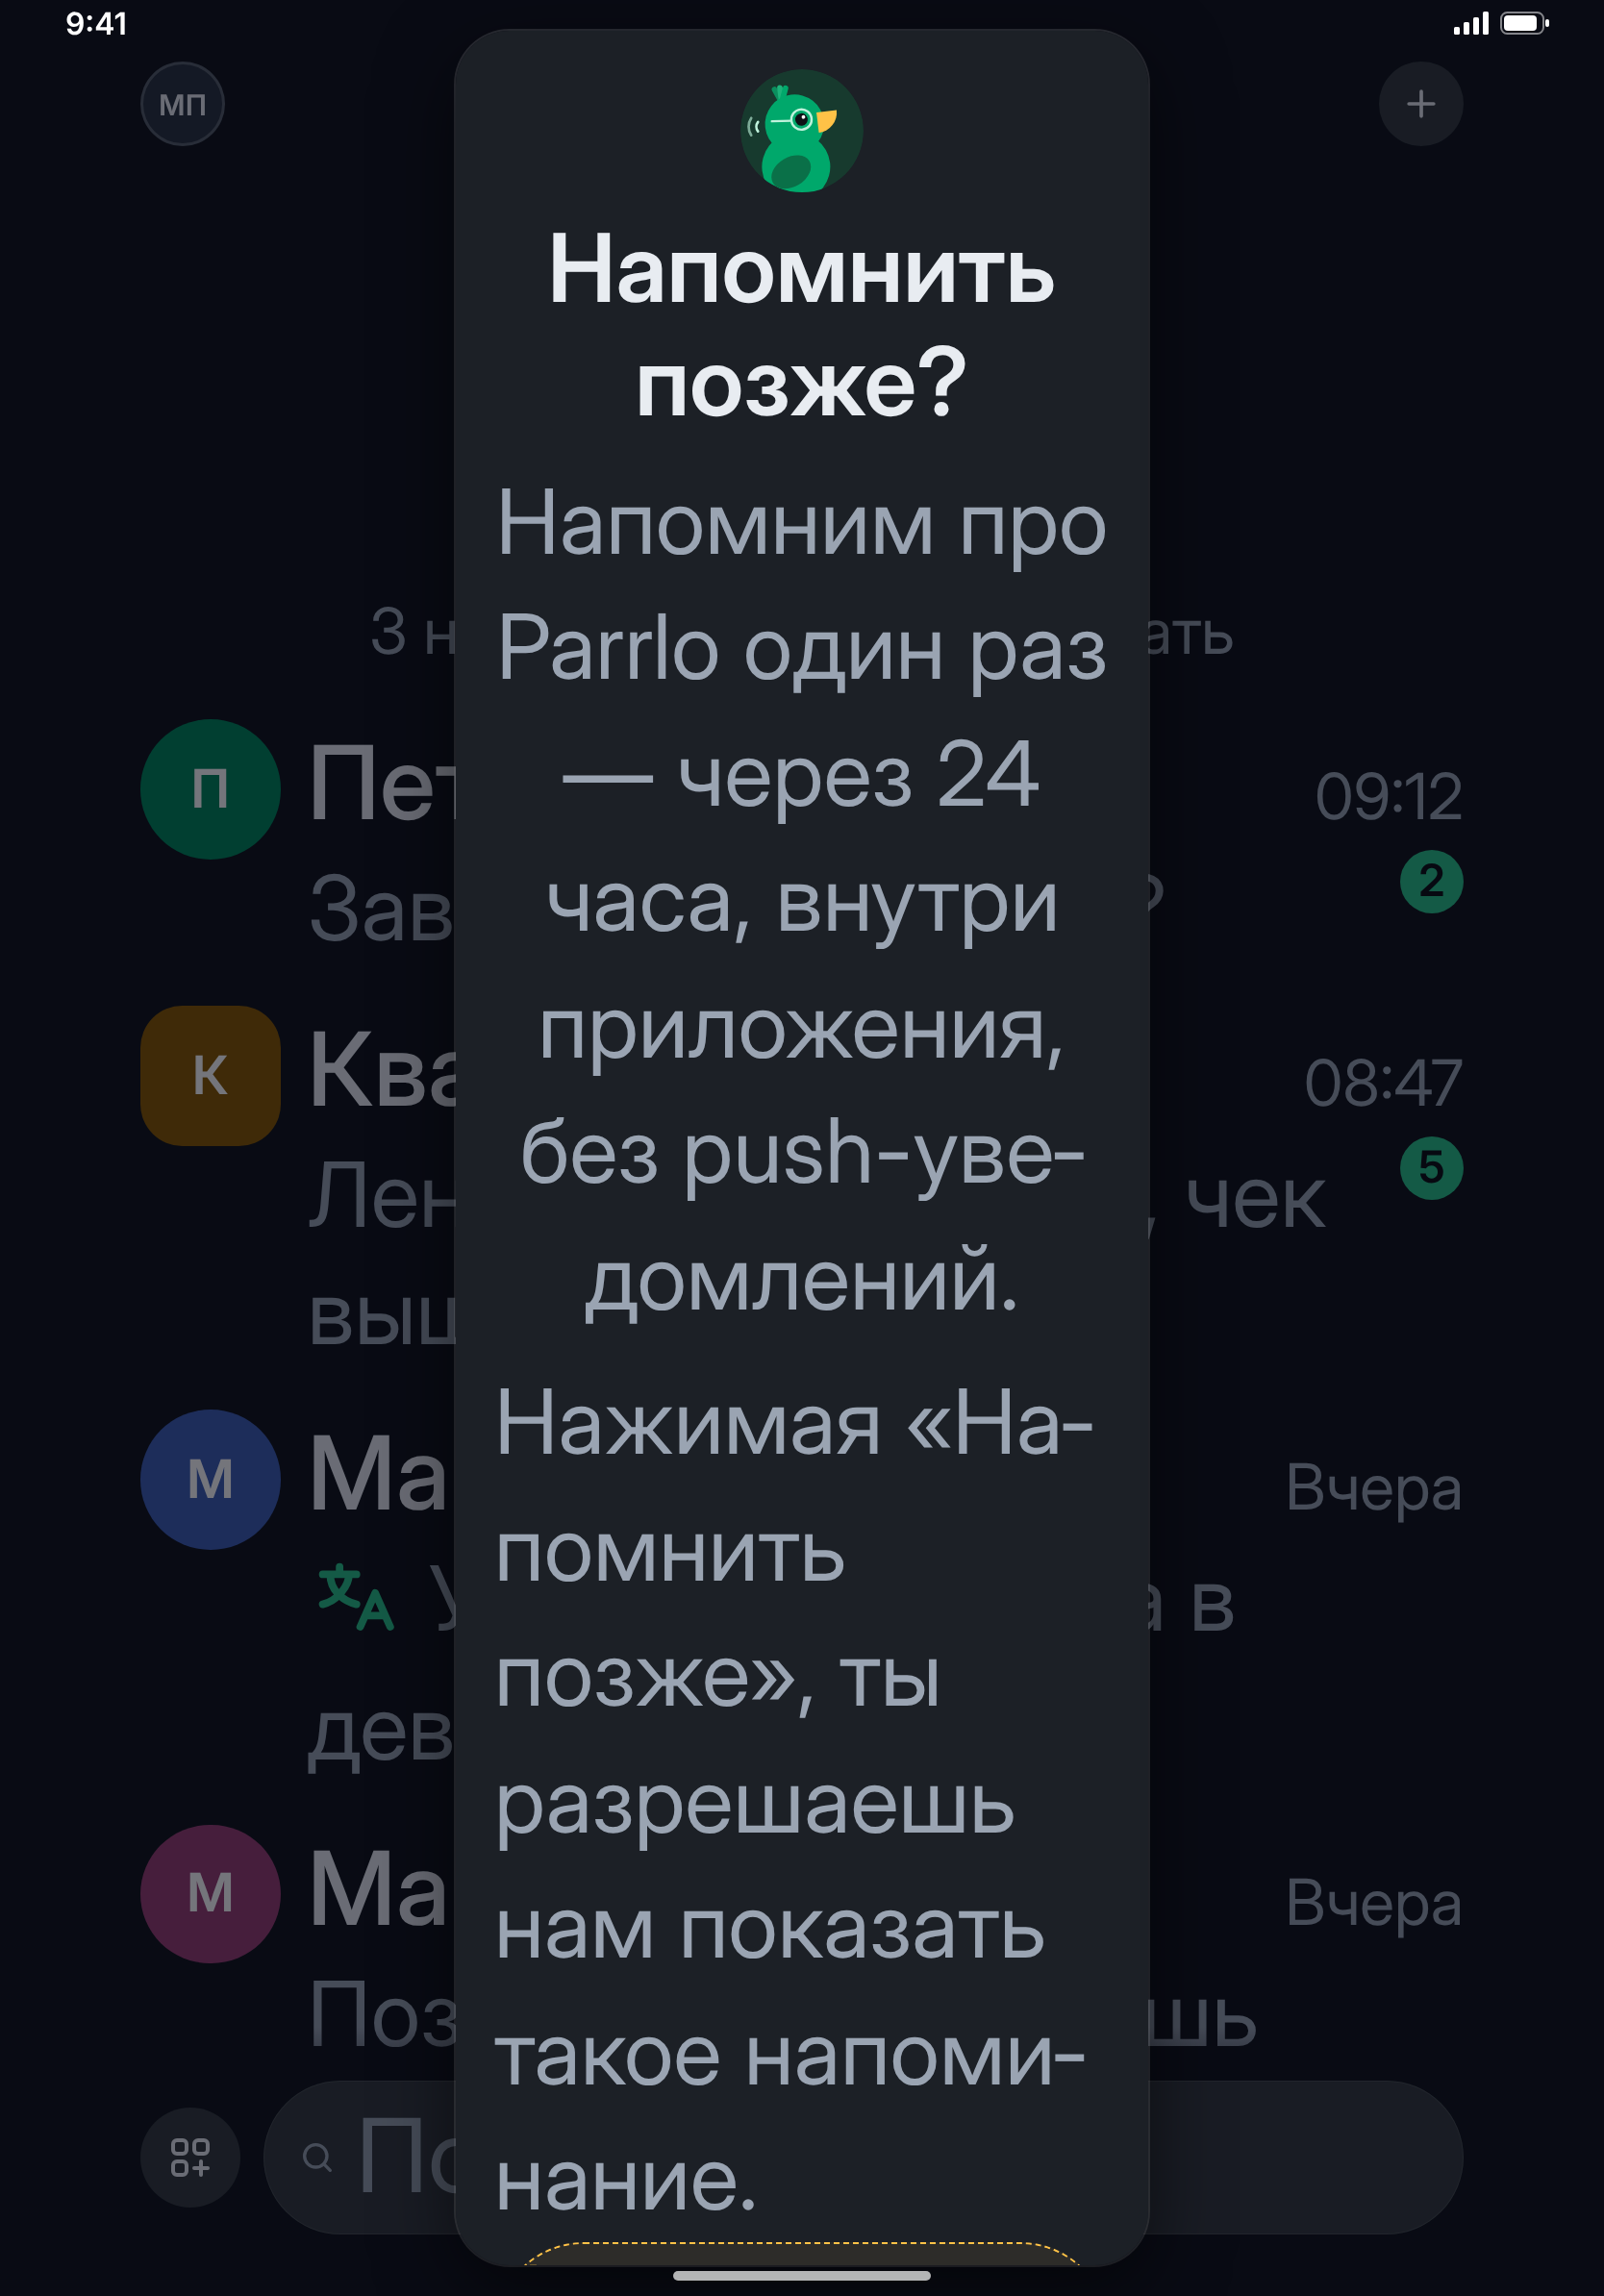 9:41
МП
Напомнить
позже?
Напомним про
Parrlo один раз
— через 24
часа, внутри
приложения,
без push-уве-
домлений.
Нажимая «На-
помнить
позже», ты
разрешаешь
нам показать
такое напоми-
нание.
3
П
09:12
2
К
08:47
чек
5
М
Вчера
в
М
Вчера